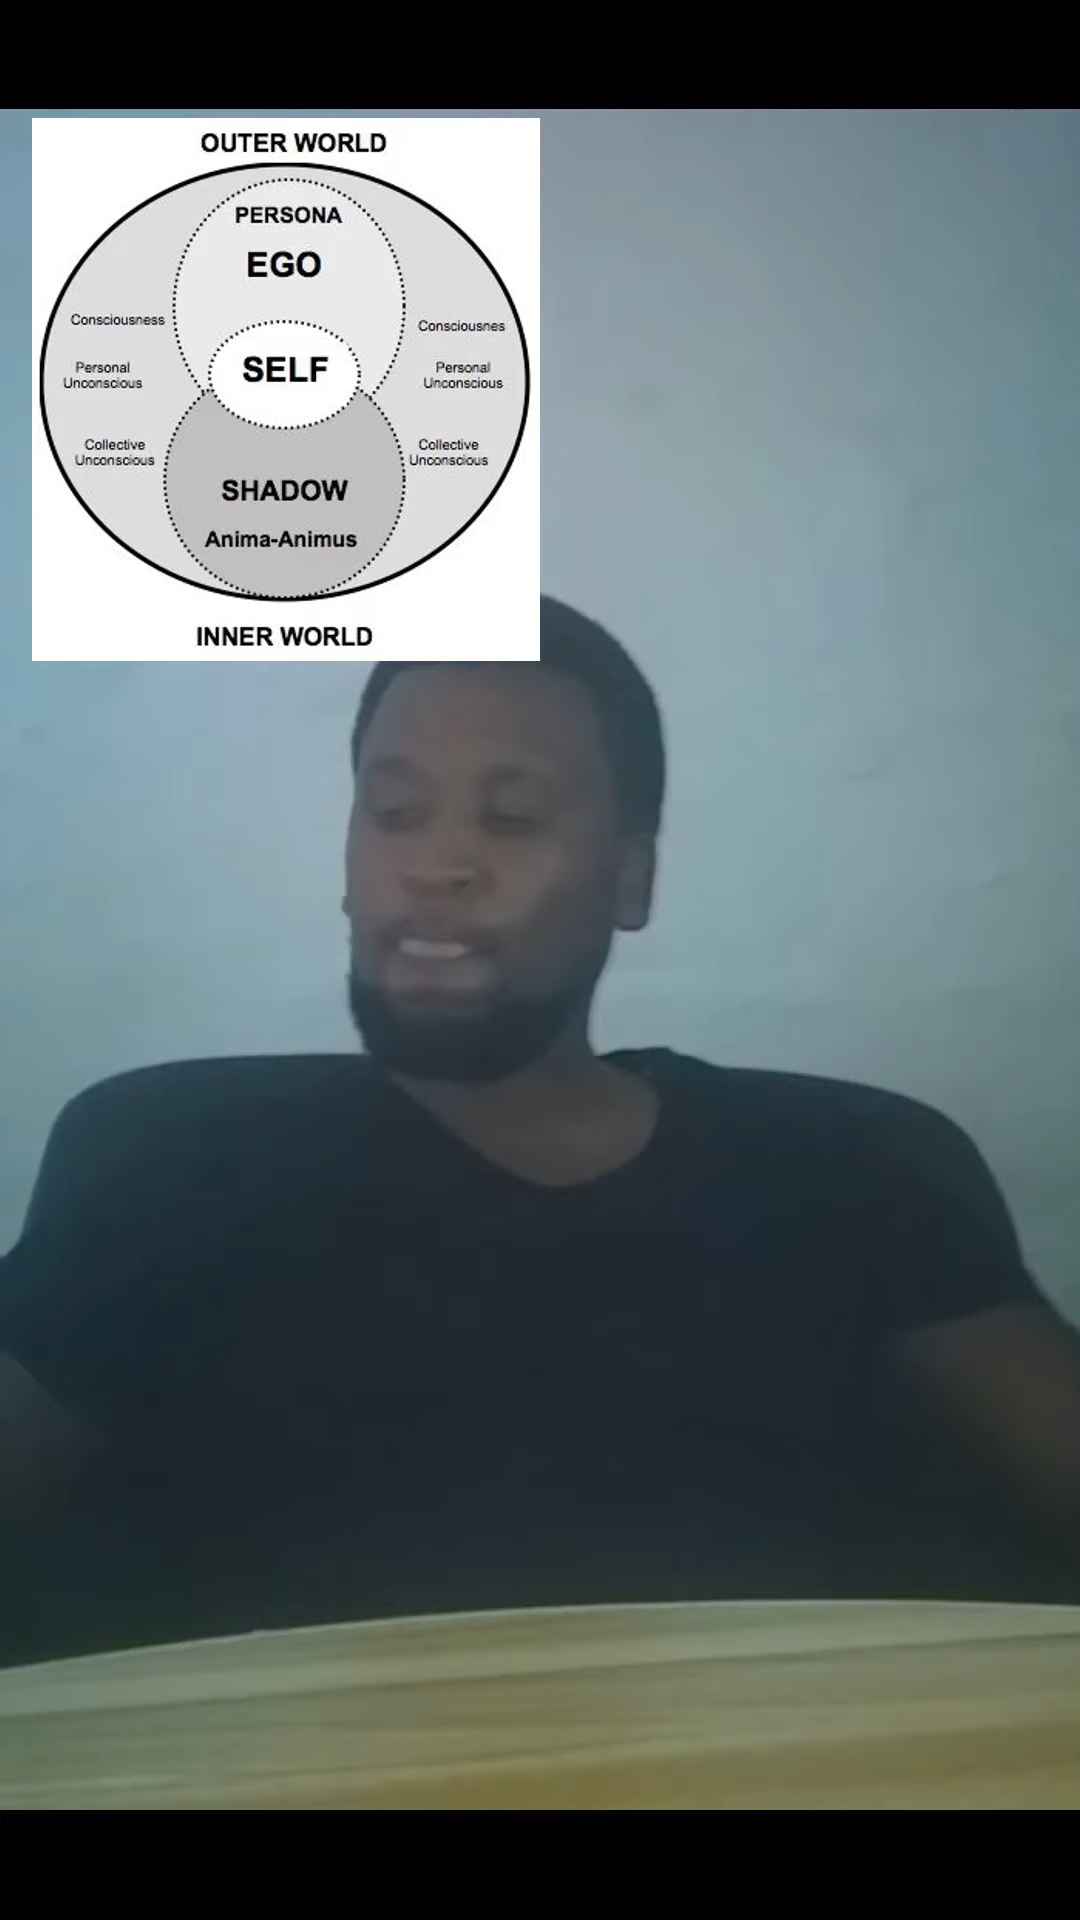 OUTER WORLD
PERSONA
EGO
Consciousness
Consciousnes
SELF
Personal
Unconscious
Personal
Unconscious
Collective
Unconscious
Collective
Unconscious
SHADOW
Anima-Animus
INNER WORLD